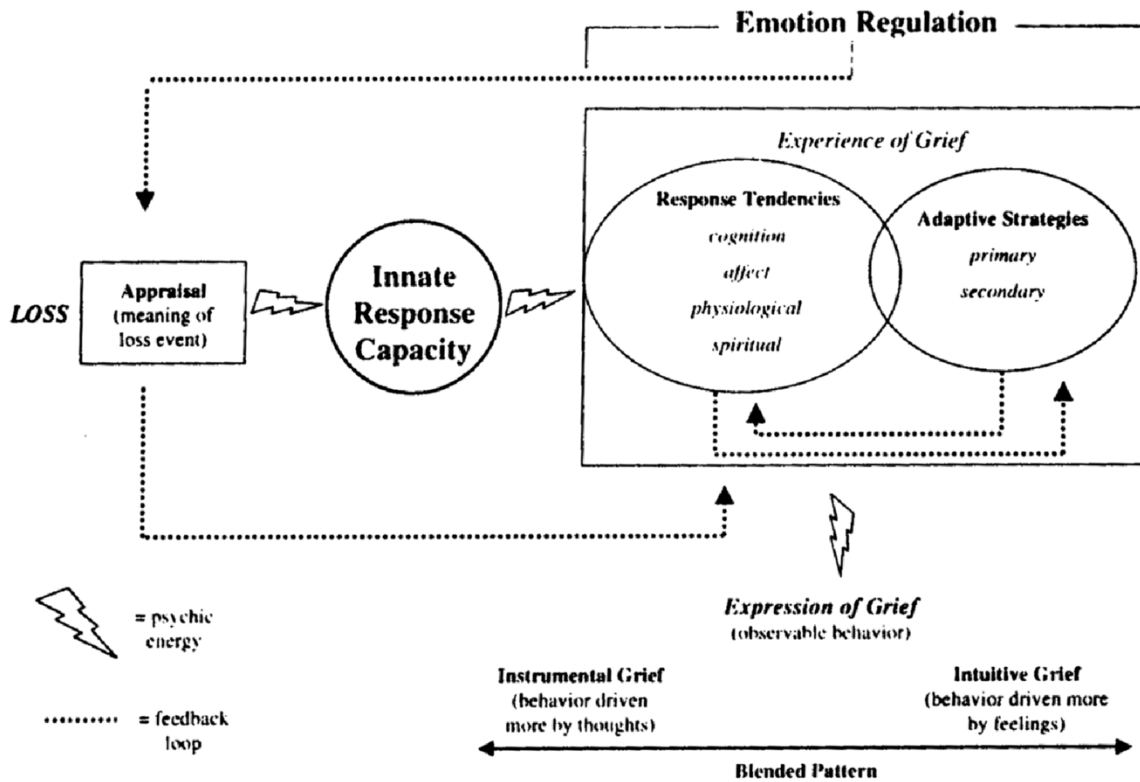 Emotion Regulation
Experience of Grief
Response Tendencies
cognition
affect
physiological
spiritual
Adaptive Strategies
primary
secondary
LOSS
Appraisal
(meaning of
loss event)
Innate
Response
Capacity
= psychic
energy
= feedback
loop
Expression of Grief
(observable behavior)
Instrumental Grief
(behavior driven
more by thoughts)
Intuitive Grief
(behavior driven more
by feelings)
Blended Pattern